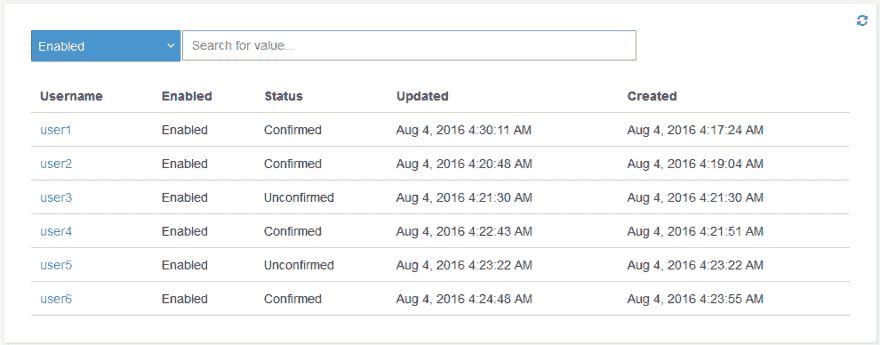 Enabled Search for value...
Username Enabled Status Updated Created
user1 Enabled Confirmed Aug 4, 2016 4:30:11 AM Aug 4, 2016 4:17:24 AM
user2 Enabled Confirmed Aug 4, 2016 4:20:48 AM Aug 4, 2016 4:19:04 AM
user3 Enabled Unconfirmed Aug 4, 2016 4:21:30 AM Aug 4, 2016 4:21:30 AM
user4 Enabled Confirmed Aug 4, 2016 4:22:43 AM Aug 4, 2016 4:21:51 AM
user5 Enabled Unconfirmed Aug 4, 2016 4:23:22 AM Aug 4, 2016 4:23:22 AM
user6 Enabled Confirmed Aug 4, 2016 4:24:48 AM Aug 4, 2016 4:23:55 AM